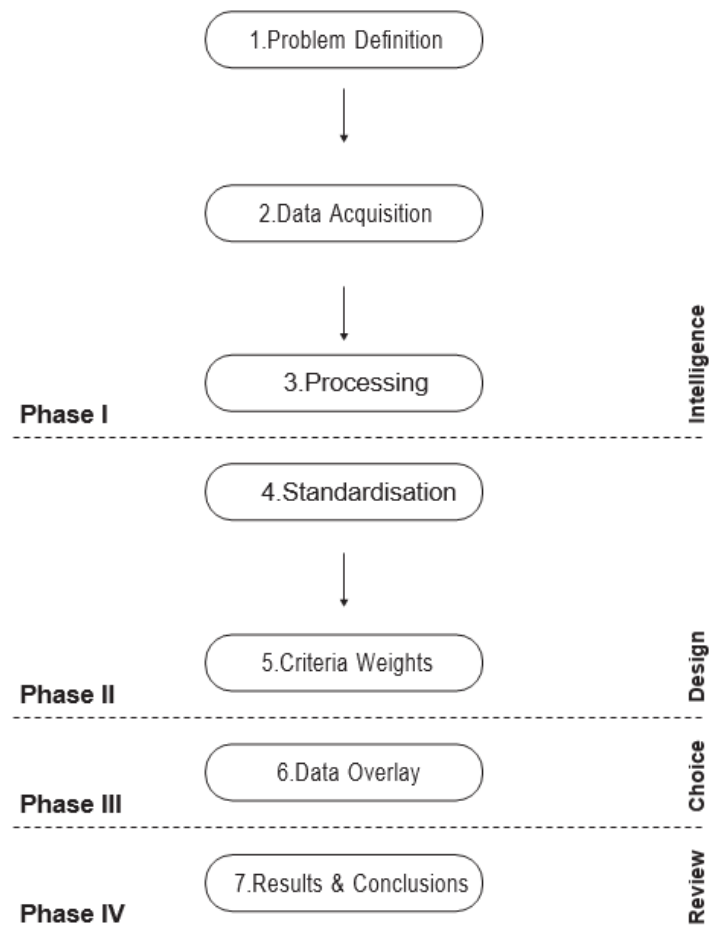 1.Problem Definition
2.Data Acquisition
Intelligence
3.Processing
Phase I
4.Standardisation
Design
5.Criteria Weights
Phase II
Choice
6.Data Overlay
Phase III
Review
7.Results & Conclusions
Phase IV